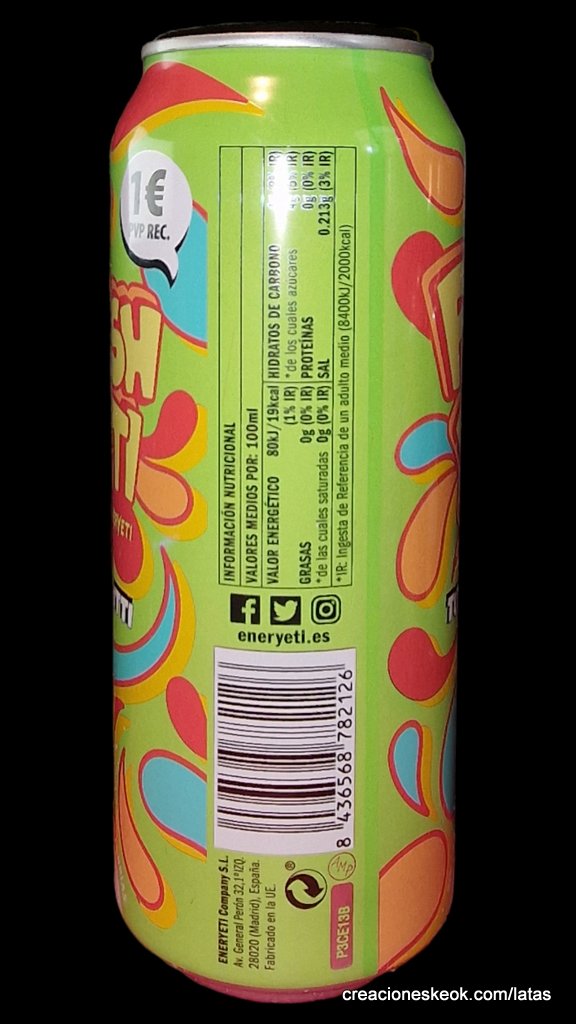 1€
PVP REC.
INFORMACIÓN NUTRICIONAL
VALORES MEDIOS POR: 100ml
VALOR ENERGÉTICO 80kJ/19kcal
(1% IR)
GRASAS 0g (0% IR)
*de las cuales saturadas 0g (0% IR)
HIDRATOS DE CARBONO
*de los cuales azúcares
PROTEÍNAS 0g (0% IR)
SAL 0.213g (3% IR)
*IR: Ingesta de Referencia de un adulto medio (8400kJ/2000kcal)
eneryeti.es
8 436568 782126
ENERYETI Company S.L.
Av. General Perón 32,1ºIZQ.
28020 (Madrid), España.
Fabricado en la UE.
®
AMP
P3CE13B
creacioneskeok.com/latas